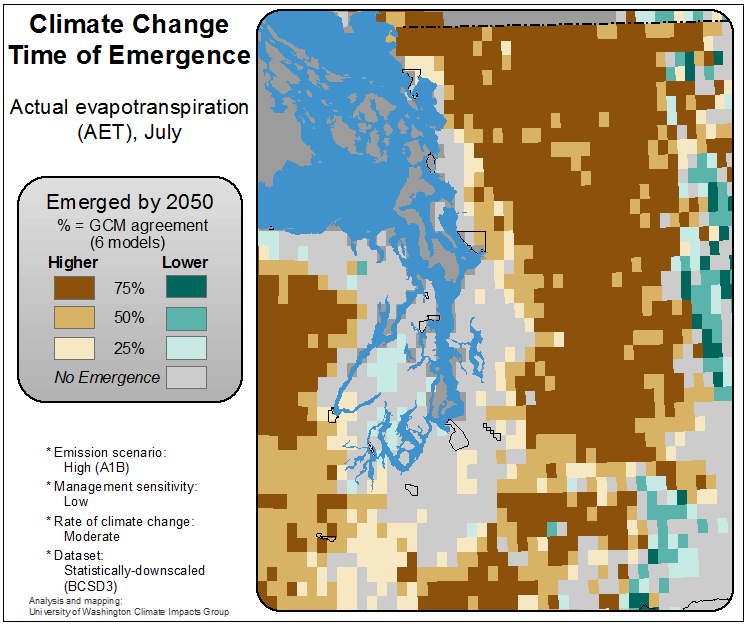 Climate Change
Time of Emergence
Actual evapotranspiration
(AET), July
Emerged by 2050
% = GCM agreement
(6 models)
Higher Lower
75%
50%
25%
No Emergence
* Emission scenario:
High (A1B)
* Management sensitivity:
Low
* Rate of climate change:
Moderate
* Dataset:
Statistically-downscaled
(BCSD3)
Analysis and mapping:
University of Washington Climate Impacts Group